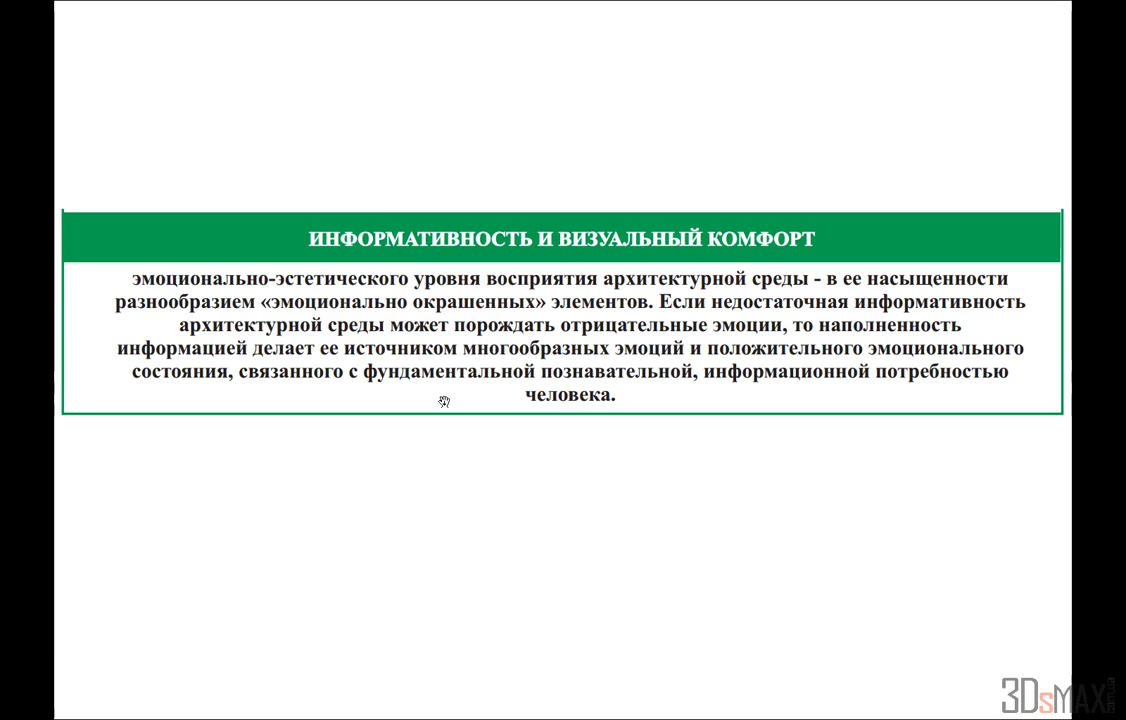 ИНФОРМАТИВНОСТЬ И ВИЗУАЛЬНЫЙ КОМФОРТ
эмоционально-эстетического уровня восприятия архитектурной среды - в ее насыщенности
разнообразием «эмоционально окрашенных» элементов. Если недостаточная информативность
архитектурной среды может порождать отрицательные эмоции, то наполненность
информацией делает ее источником многообразных эмоций и положительного эмоционального
состояния, связанного с фундаментальной познавательной, информационной потребностью
человека.
3DsMAX.com.ua